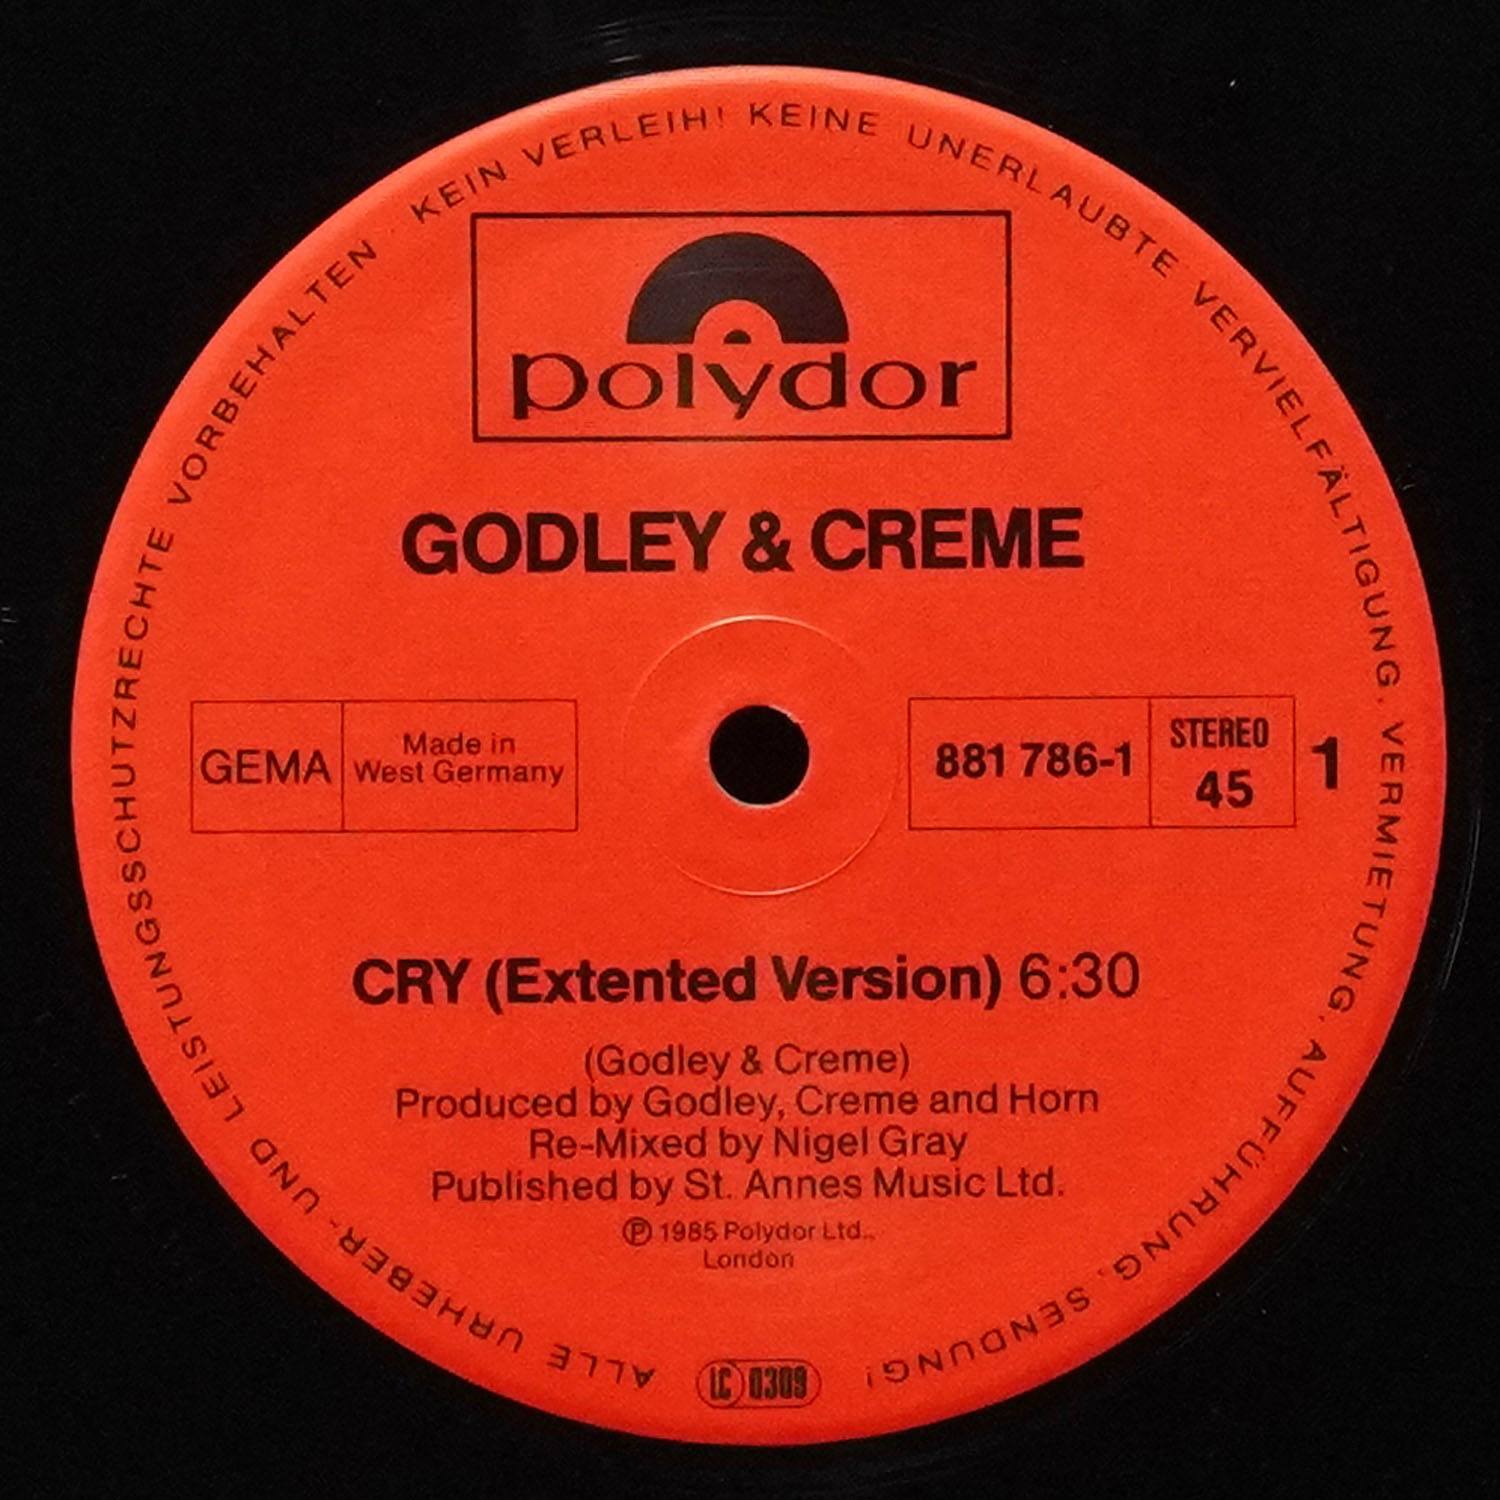 ALLE URHEBER- UND LEISTUNGSSCHUTZRECHTE VORBEHALTEN · KEIN VERLEIH! KEINE UNERLAUBTE VERVIELFÄLTIGUNG, VERMIETUNG, AUFFÜHRUNG, SENDUNG!
polydor
GODLEY & CREME
GEMA
Made in
West Germany
881 786-1
STEREO
45
1
CRY (Extented Version) 6:30
(Godley & Creme)
Produced by Godley, Creme and Horn
Re-Mixed by Nigel Gray
Published by St. Annes Music Ltd.
Ⓟ 1985 Polydor Ltd.,
London
LC 0309